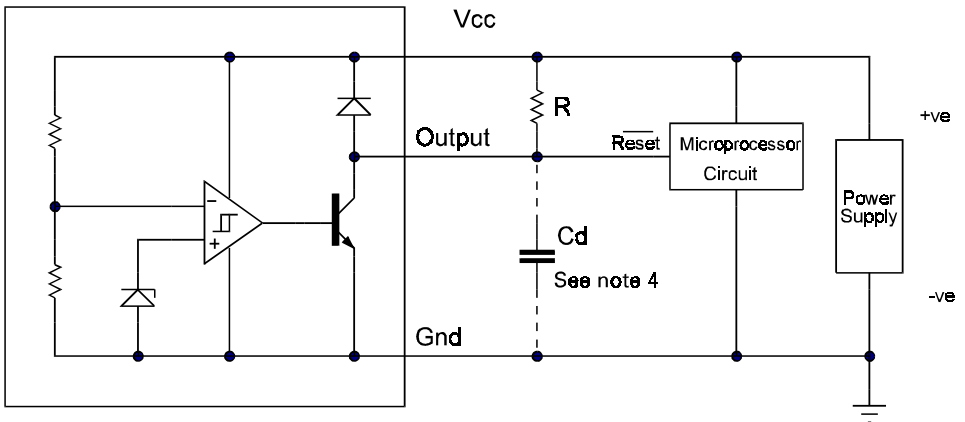 Vcc
R
+ve
Output
Reset
Microprocessor
Circuit
Power
Supply
−
+
Cd
See note 4
-ve
Gnd